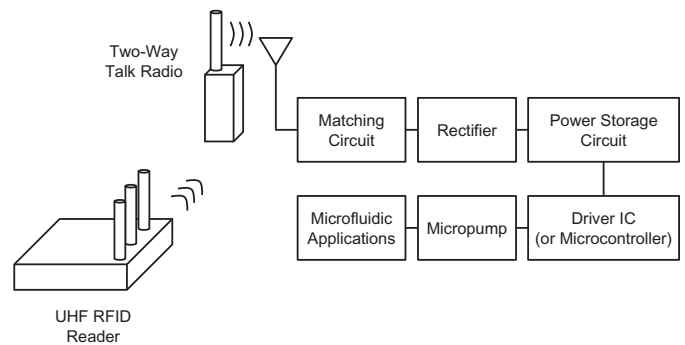 Two-Way
Talk Radio
Matching
Circuit
Rectifier
Power Storage
Circuit
Microfluidic
Applications
Micropump
Driver IC
(or Microcontroller)
UHF RFID
Reader